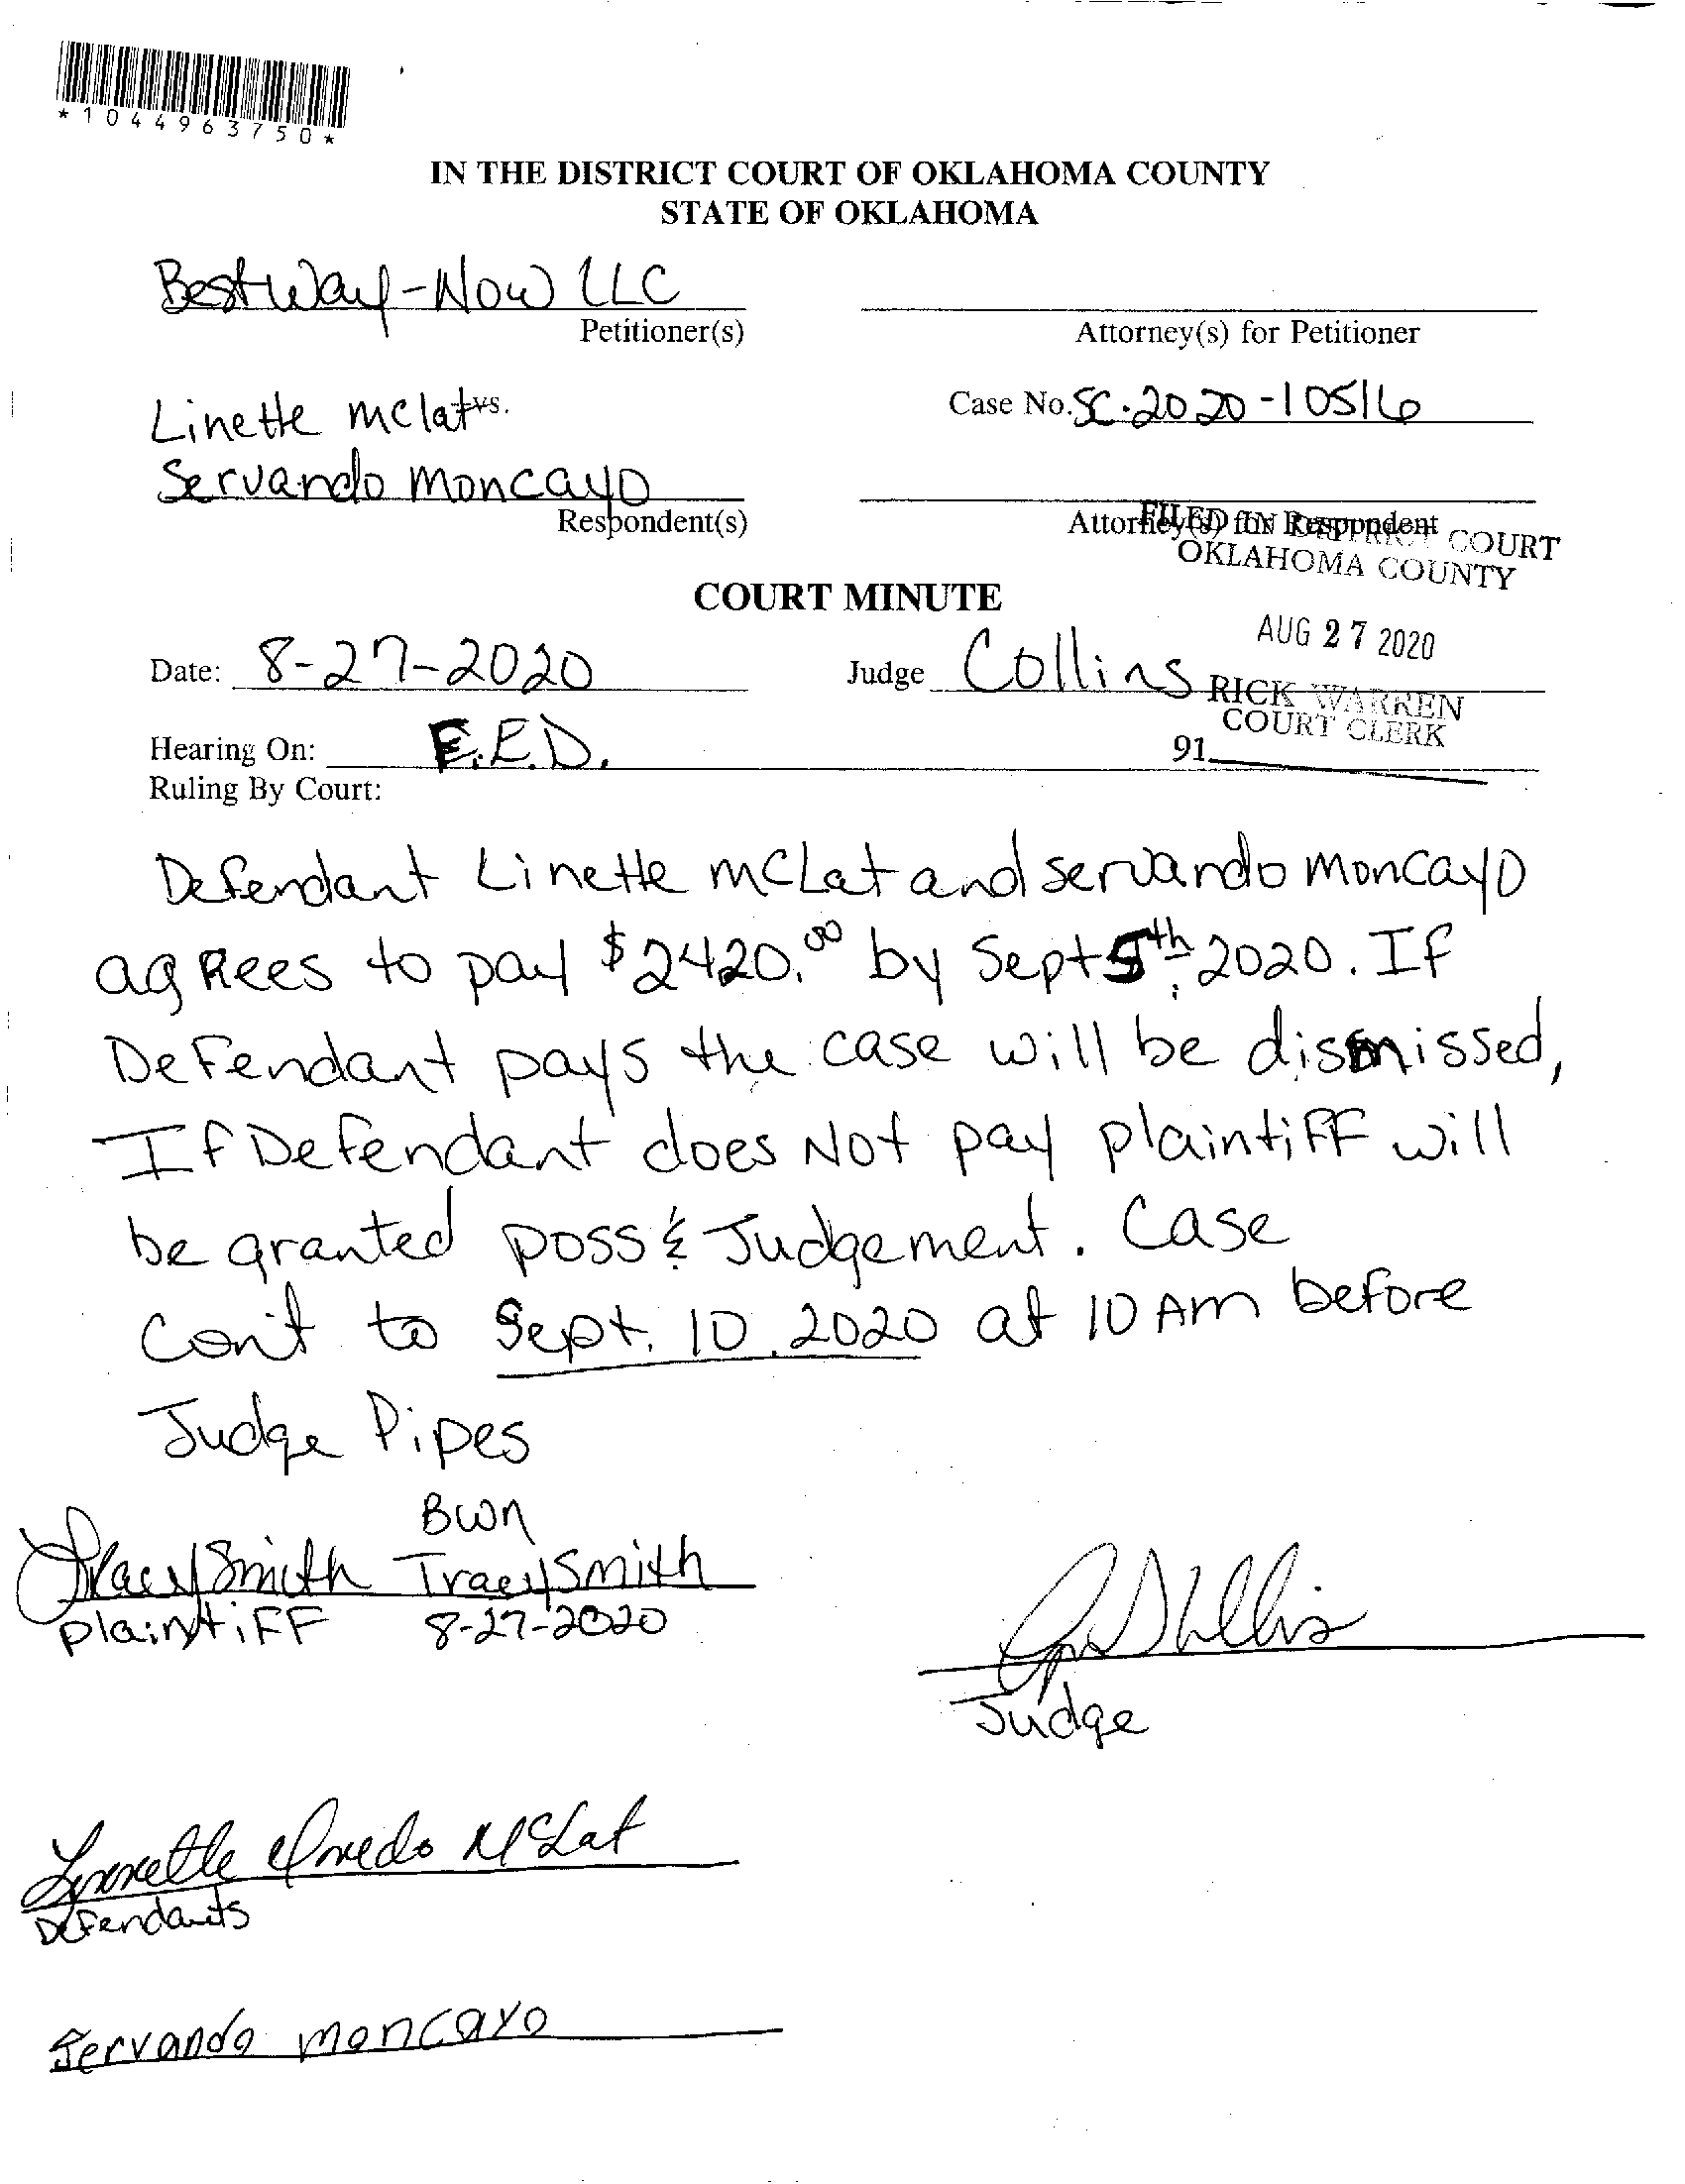 *1044963750*
IN THE DISTRICT COURT OF OKLAHOMA COUNTY
STATE OF OKLAHOMA
BestWay-Now LLC
Petitioner(s)
Attorney(s) for Petitioner
Linette mclat vs.
Case No. SC-2020-10516
Servando moncayo
Respondent(s)
Attorney(s) for Respondent
FILED IN DISTRICT COURT
OKLAHOMA COUNTY
COURT MINUTE
AUG 27 2020
Date: 8-27-2020
Judge Collins
RICK WARREN
COURT CLERK
Hearing On: E.E.D.
91
Ruling By Court:
Defendant Linette mcLat and servando moncayo
agRees to pay $2420.00 by Sept 5th, 2020. If
Defendant pays the case will be dismissed,
If Defendant does Not pay plaintiff will
be granted poss & Judgement. Case
Con't to Sept. 10, 2020 at 10 Am before
Judge Pipes
Bwn
Tracy Smith Tracy Smith
plaintiff 8-27-2020
Judge
McLat
Defendants
Servando moncayo